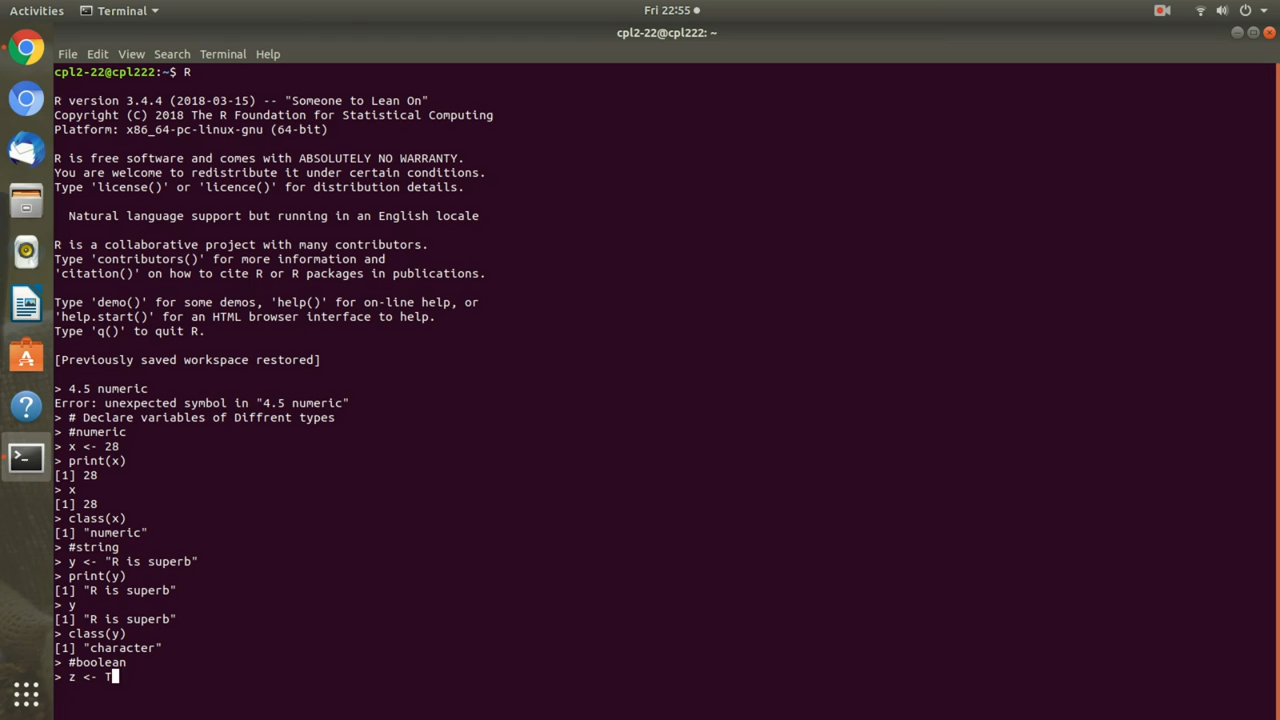 Activities Terminal Fri 22:55
cpl2-22@cpl222: ~
File Edit View Search Terminal Help
cpl2-22@cpl222:~$ R
R version 3.4.4 (2018-03-15) -- "Someone to Lean On"
Copyright (C) 2018 The R Foundation for Statistical Computing
Platform: x86_64-pc-linux-gnu (64-bit)
R is free software and comes with ABSOLUTELY NO WARRANTY.
You are welcome to redistribute it under certain conditions.
Type 'license()' or 'licence()' for distribution details.
Natural language support but running in an English locale
R is a collaborative project with many contributors.
Type 'contributors()' for more information and
'citation()' on how to cite R or R packages in publications.
Type 'demo()' for some demos, 'help()' for on-line help, or
'help.start()' for an HTML browser interface to help.
Type 'q()' to quit R.
[Previously saved workspace restored]
> 4.5 numeric
Error: unexpected symbol in "4.5 numeric"
> # Declare variables of Diffrent types
> #numeric
> x <- 28
> print(x)
[1] 28
> x
[1] 28
> class(x)
[1] "numeric"
> #string
> y <- "R is superb"
> print(y)
[1] "R is superb"
> y
[1] "R is superb"
> class(y)
[1] "character"
> #boolean
> z <- T